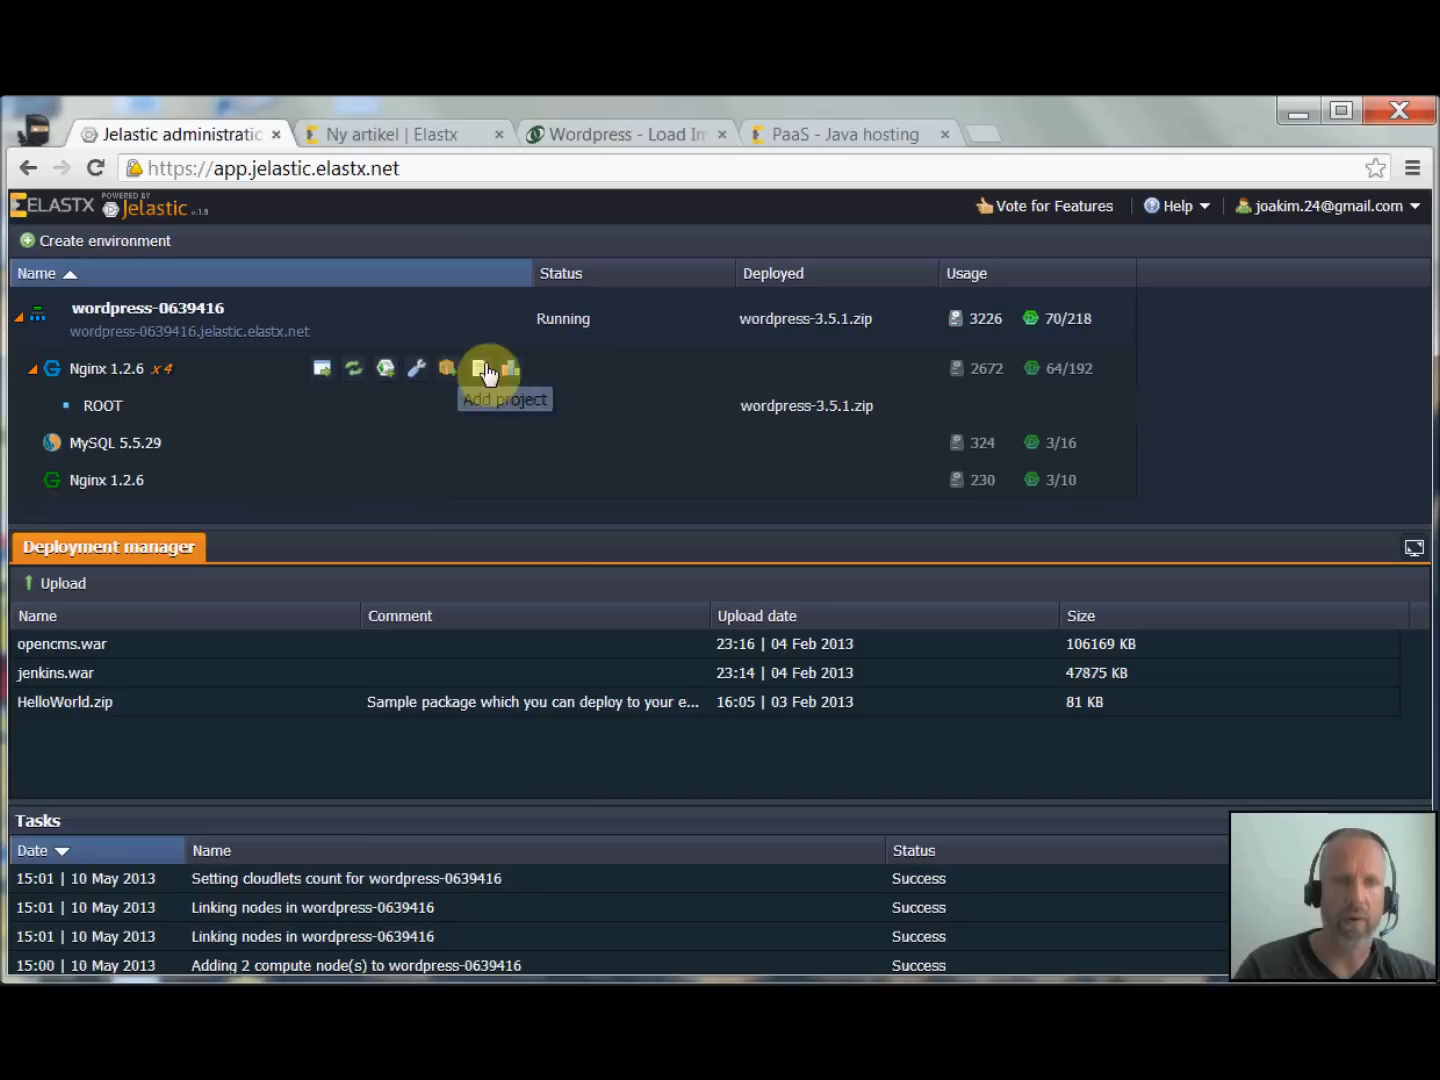 Jelastic administratio
Ny artikel | Elastx
Wordpress - Load Im
PaaS - Java hosting
https://app.jelastic.elastx.net
ELASTX POWERED BY Jelastic v.1.9
Vote for Features
Help
joakim.24@gmail.com
Create environment
Name Status Deployed Usage
wordpress-0639416
wordpress-0639416.jelastic.elastx.net
Running wordpress-3.5.1.zip 3226 70/218
Nginx 1.2.6 x 4 2672 64/192
Add project
ROOT wordpress-3.5.1.zip
MySQL 5.5.29 324 3/16
Nginx 1.2.6 230 3/10
Deployment manager
Upload
Name Comment Upload date Size
opencms.war 23:16 | 04 Feb 2013 106169 KB
jenkins.war 23:14 | 04 Feb 2013 47875 KB
HelloWorld.zip Sample package which you can deploy to your e... 16:05 | 03 Feb 2013 81 KB
Tasks
Date Name Status
15:01 | 10 May 2013 Setting cloudlets count for wordpress-0639416 Success
15:01 | 10 May 2013 Linking nodes in wordpress-0639416 Success
15:01 | 10 May 2013 Linking nodes in wordpress-0639416 Success
15:00 | 10 May 2013 Adding 2 compute node(s) to wordpress-0639416 Success